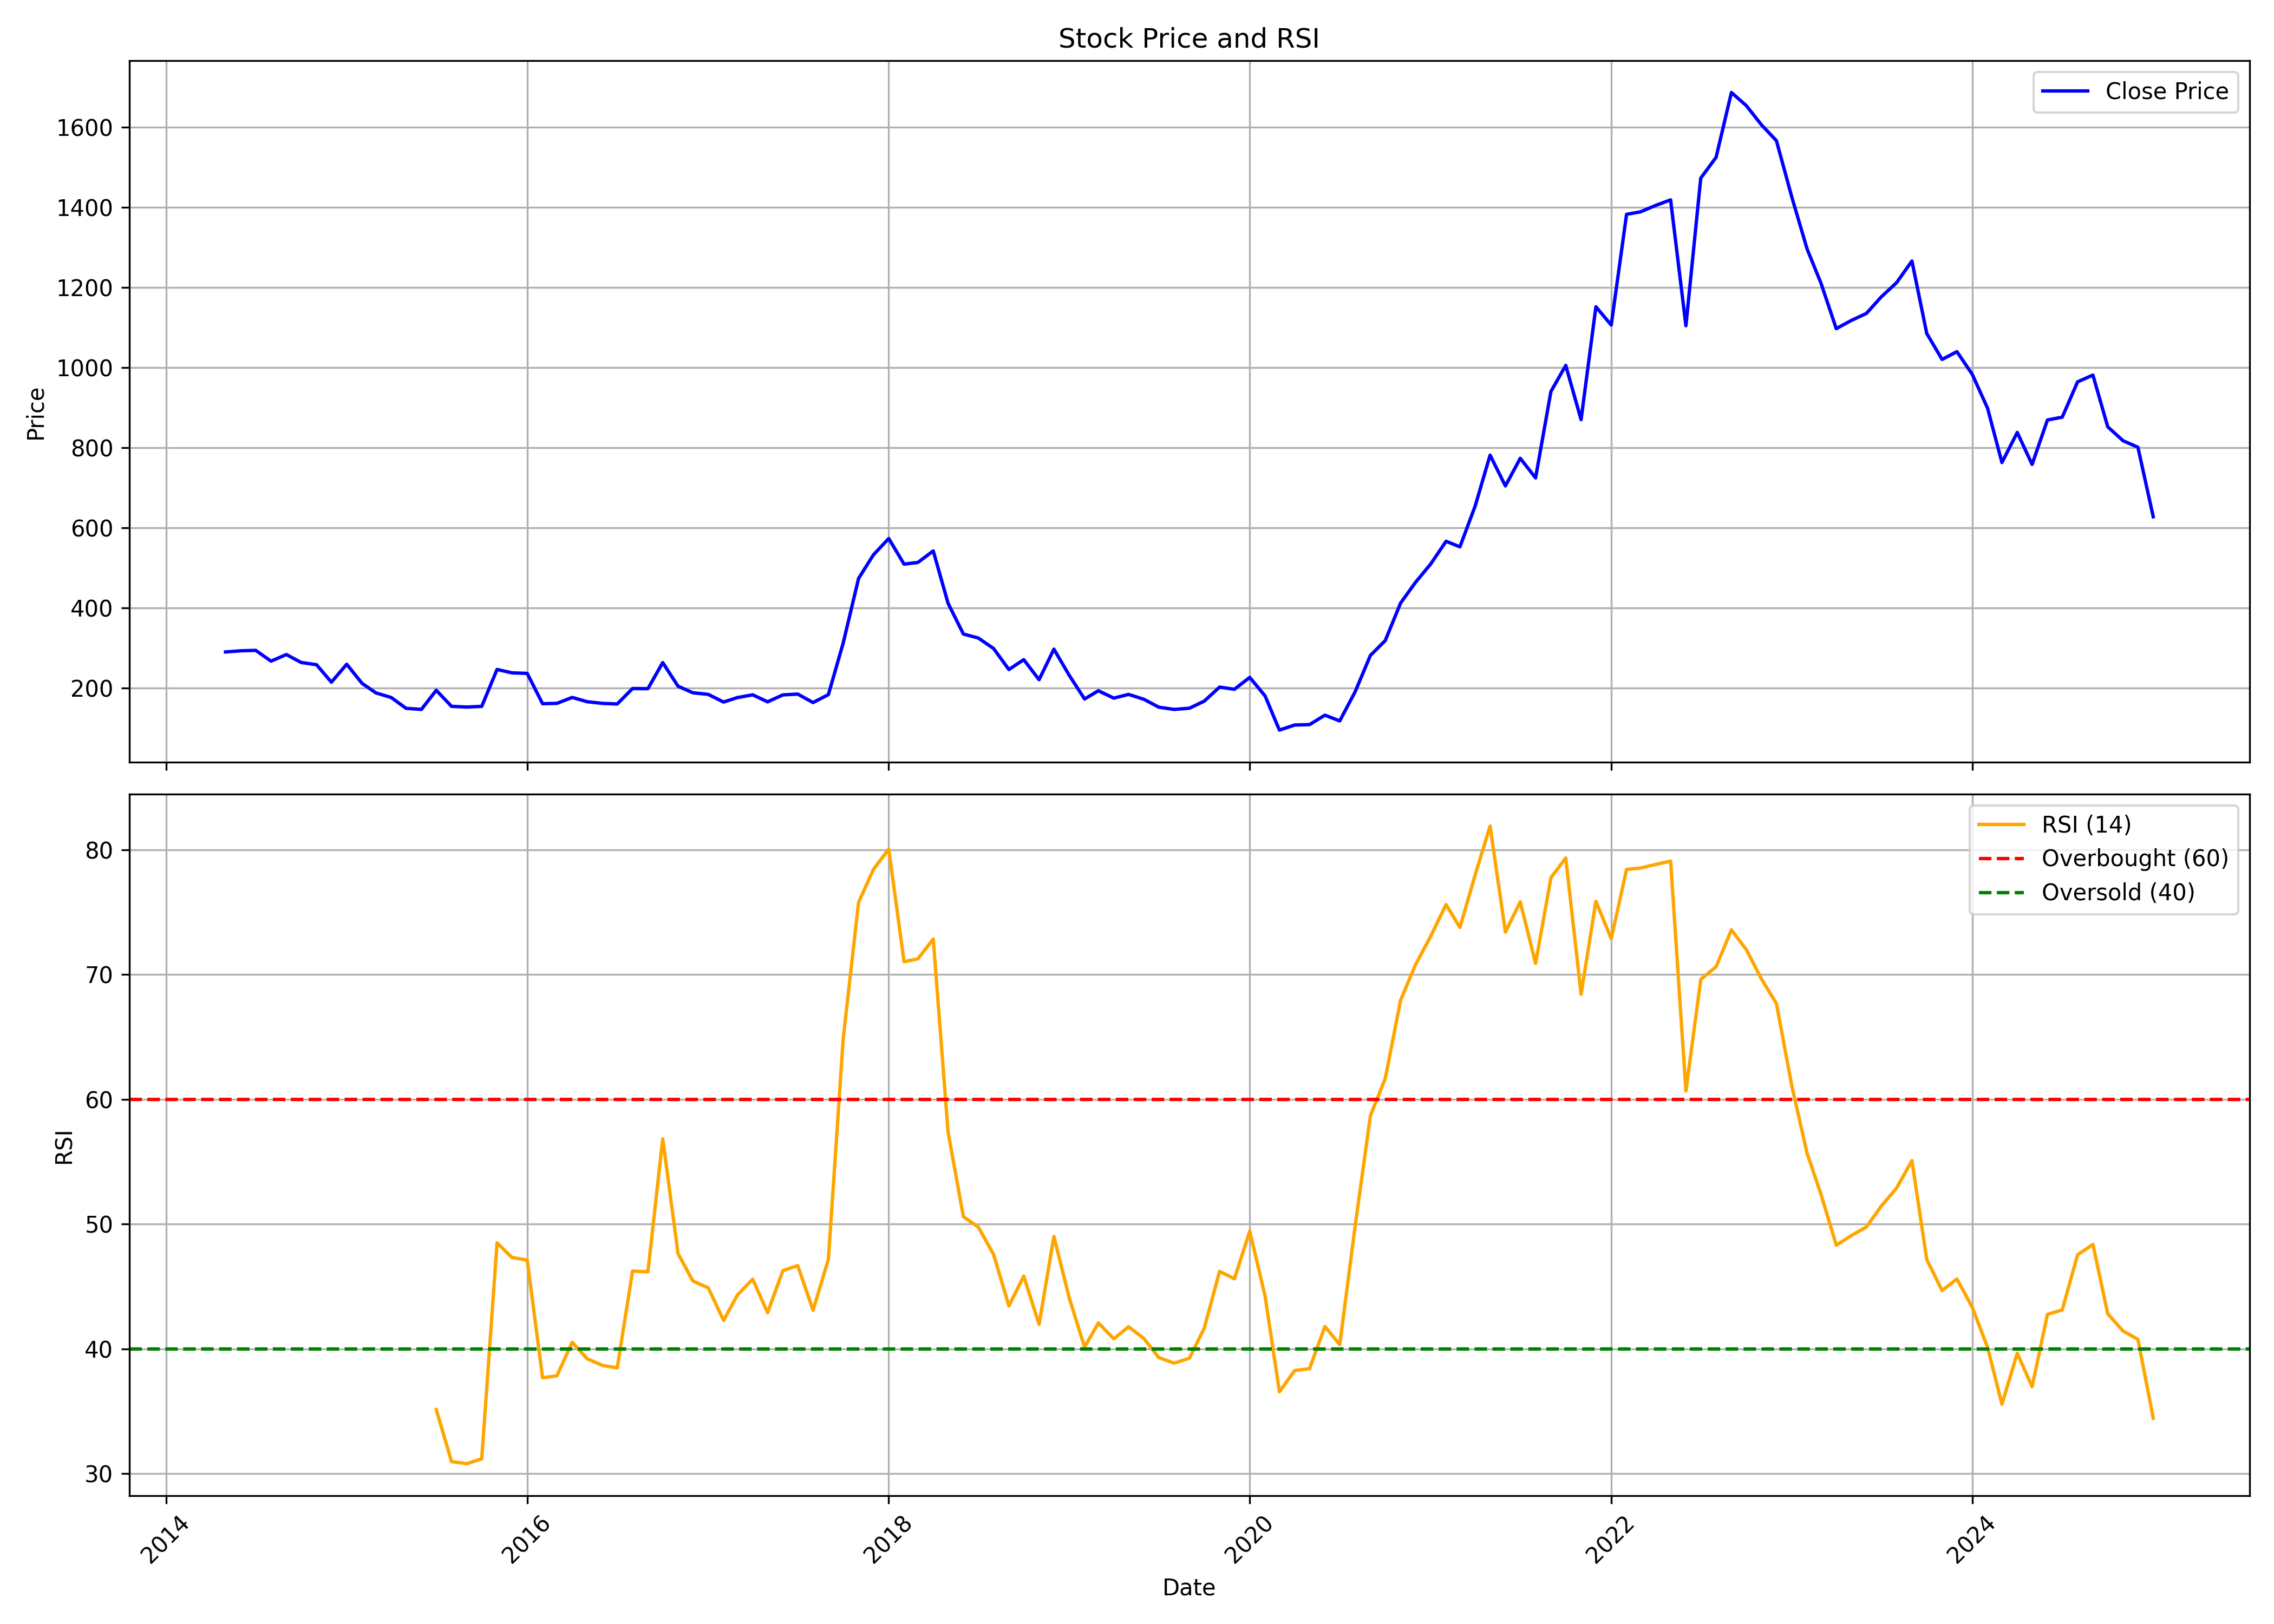 Stock Price and RSI
Close Price
1600
1400
1200
1000
800
600
400
200
Price
RSI (14)
Overbought (60)
Oversold (40)
80
70
60
50
40
30
RSI
2014
2016
2018
2020
2022
2024
Date